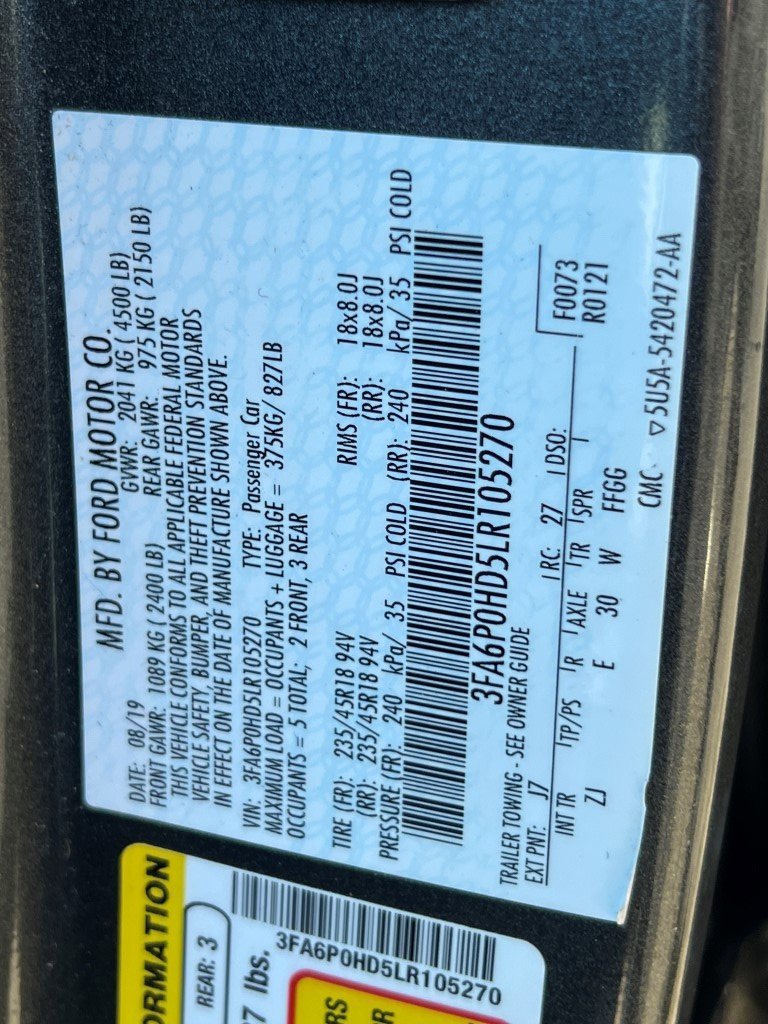 MFD. BY FORD MOTOR CO.
DATE: 08/19 GWR: 2041 KG ( 4500 LB)
FRONT GAWR: 1089 KG ( 2400 LB) REAR GAWR: 975 KG ( 2150 LB)
THIS VEHICLE CONFORMS TO ALL APPLICABLE FEDERAL MOTOR
VEHICLE SAFETY, BUMPER, AND THEFT PREVENTION STANDARDS
IN EFFECT ON THE DATE OF MANUFACTURE SHOWN ABOVE.
VIN: 3FA6P0HD5LR105270 TYPE: Passenger Car
MAXIMUM LOAD = OCCUPANTS + LUGGAGE = 375KG/ 827LB
OCCUPANTS = 5 TOTAL; 2 FRONT, 3 REAR
TIRE (FR): 235/45R18 94V RIMS (FR): 18x8.0J
(RR): 235/45R18 94V (RR): 18x8.0J
PRESSURE (FR): 240 kPa/ 35 PSI COLD (RR): 240 kPa/ 35 PSI COLD
3FA6P0HD5LR105270
TRAILER TOWING - SEE OWNER GUIDE
EXT PNT: J7 RC: 27 DSO: F0073
R0121
INT TR TP/PS R AXLE TR SPR
ZJ E 30 W FFGG
CMC ▽5U5A-5420472-AA
ORMATION
REAR: 3
7 lbs.
3FA6P0HD5LR105270
RS